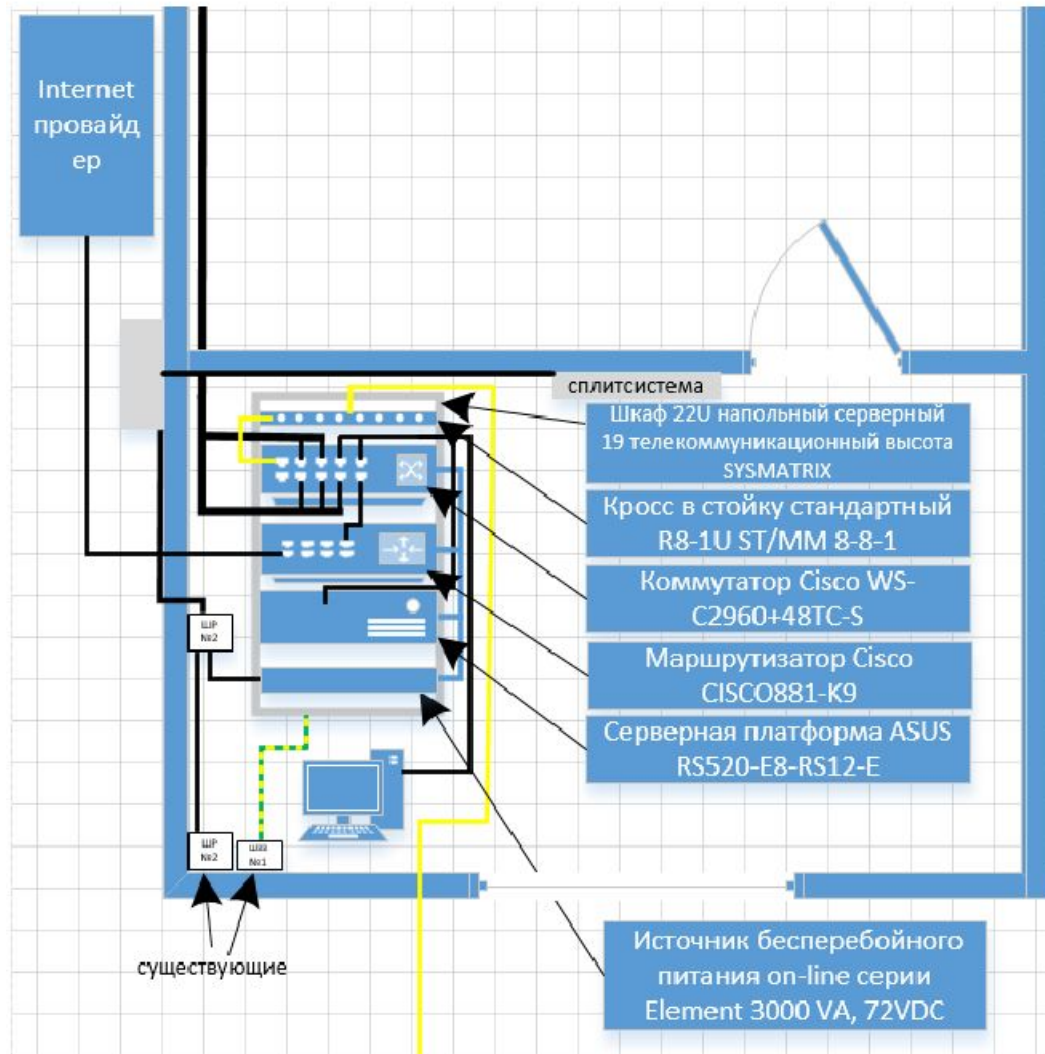 Internet
провайд
ер
сплитсистема
Шкаф 22U напольный серверный
19 телекоммуникационный высота
SYSMATRIX
Кросс в стойку стандартный
R8-1U ST/MM 8-8-1
Коммутатор Cisco WS-
C2960+48TC-S
Маршрутизатор Cisco
CISCO881-K9
Серверная платформа ASUS
RS520-E8-RS12-E
ШР
№2
ШР
№2
ШЗЗ
№1
существующие
Источник бесперебойного
питания on-line серии
Element 3000 VA, 72VDC